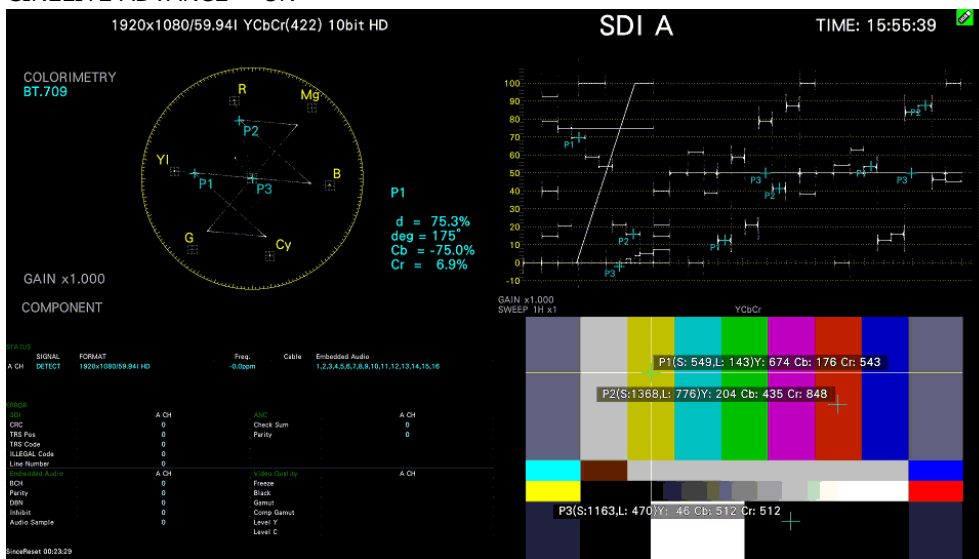 1920x1080/59.94I YCbCr(422) 10bit HD
SDI A
TIME: 15:55:39
COLORIMETRY
BT.709
R
Mg
P2
Yl
P1
P3
B
G
Cy
P1
d = 75.3%
deg = 175°
Cb = -75.0%
Cr = 6.9%
GAIN x1.000
COMPONENT
100
90
80
70
60
50
40
30
20
10
0
-10
P1
P2
P3
P1
P3
P2
P1
P2
P3
GAIN x1.000
SWEEP 1H x1
YCbCr
STATUS
SIGNAL FORMAT Freq. Cable Embedded Audio
A CH DETECT 1920x1080/59.94I HD -0.0ppm 1,2,3,4,5,6,7,8,9,10,11,12,13,14,15,16
ERROR
SDI A CH ANC A CH
CRC 0 Check Sum 0
TRS Pos 0 Parity 0
TRS Code 0
ILLEGAL Code 0
Line Number 0
Embedded Audio A CH Video Quality A CH
BCH 0 Freeze
Parity 0 Black
DBN 0 Gamut
Inhibit 0 Comp Gamut
Audio Sample 0 Level Y
Level C
SinceReset 00:23:29
P1(S: 549,L: 143)Y: 674 Cb: 176 Cr: 543
P2(S:1368,L: 776)Y: 204 Cb: 435 Cr: 848
P3(S:1163,L: 470)Y: 46 Cb: 512 Cr: 512